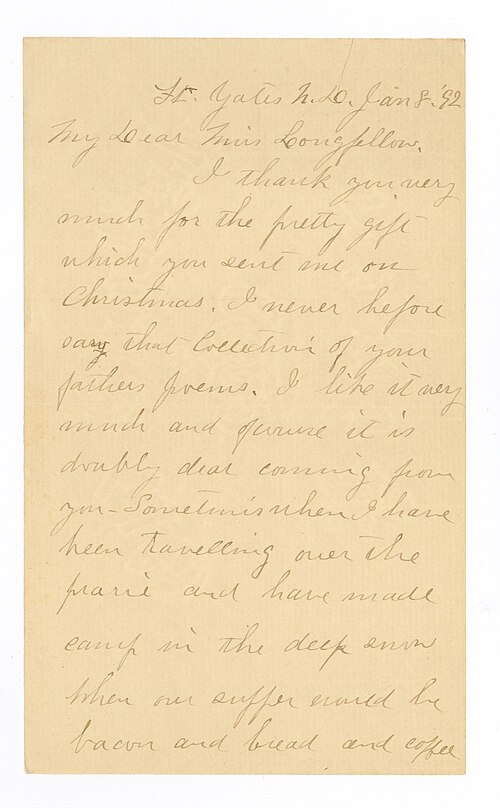 Ft. Yates N.D. Jan 8. '92
My Dear Miss Longfellow.
I thank you very
much for the pretty gift
which you sent me on
Christmas. I never before
saw that Collection of your
fathers poems. I like it very
much and of course it is
doubly dear coming from
you - Sometimes when I have
been travelling over the
prarie and have made
camp in the deep snow
when our supper would be
bacon and bread and coffee